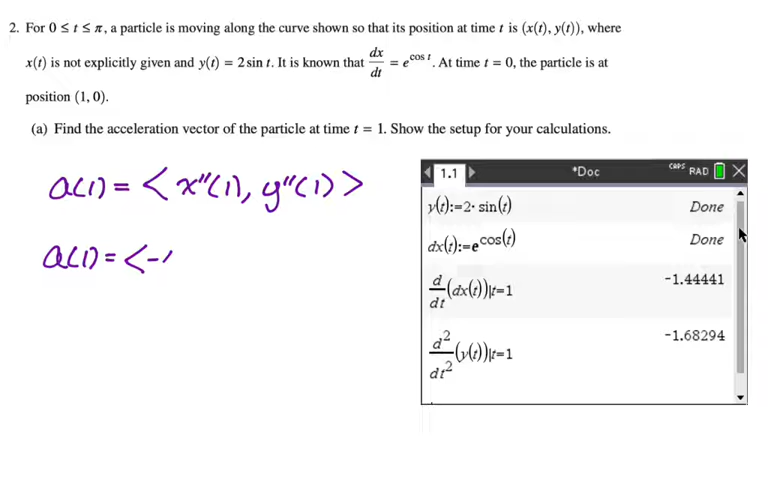 2. For 0 ≤ t ≤ π, a particle is moving along the curve shown so that its position at time t is (x(t), y(t)), where
x(t) is not explicitly given and y(t) = 2 sin t. It is known that dx/dt = e^cos t. At time t = 0, the particle is at
position (1, 0).
(a) Find the acceleration vector of the particle at time t = 1. Show the setup for your calculations.
a(1) = < x''(1), y''(1) >
a(1) = < -1
1.1 *Doc CAPS RAD
y(t):=2· sin(t) Done
dx(t):=e^cos(t) Done
d/dt(dx(t))|t=1 -1.44441
d²/dt²(y(t))|t=1 -1.68294